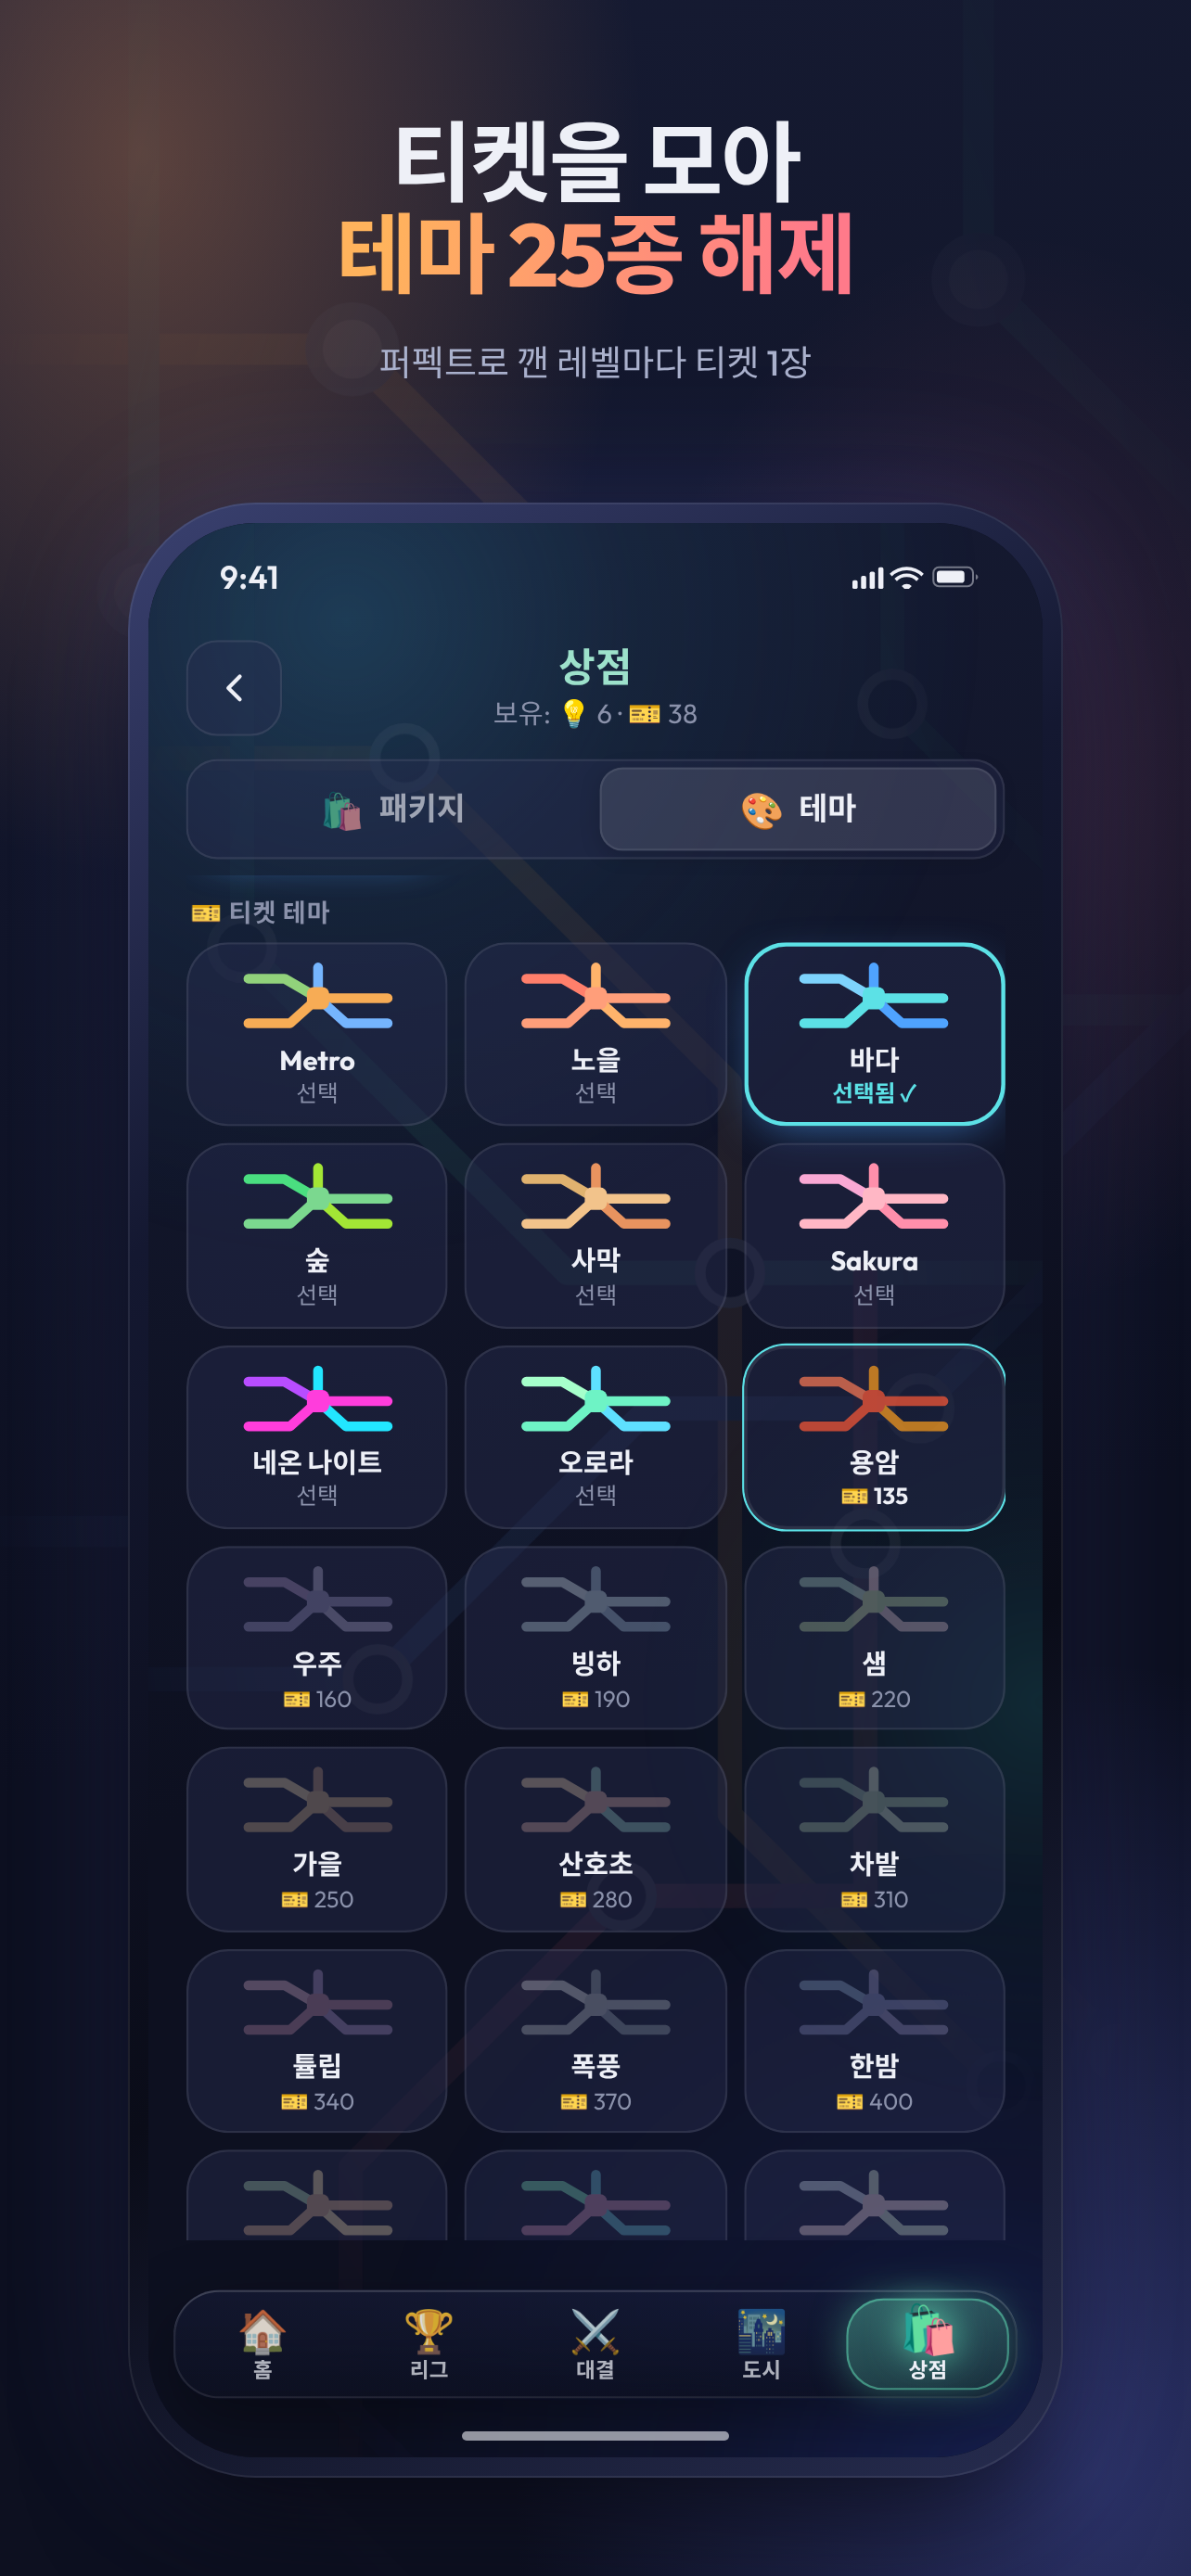 티켓을 모아
테마 25종 해제
퍼펙트로 깬 레벨마다 티켓 1장
9:41
상점
보유: 💡 6 · 🎫 38
🛍️ 패키지
🎨 테마
🎫 티켓 테마
Metro
선택
노을
선택
바다
선택됨 ✓
숲
선택
사막
선택
Sakura
선택
네온 나이트
선택
오로라
선택
용암
🎫 135
우주
🎫 160
빙하
🎫 190
샘
🎫 220
가을
🎫 250
산호초
🎫 280
차밭
🎫 310
튤립
🎫 340
폭풍
🎫 370
한밤
🎫 400
홈
리그
대결
도시
상점